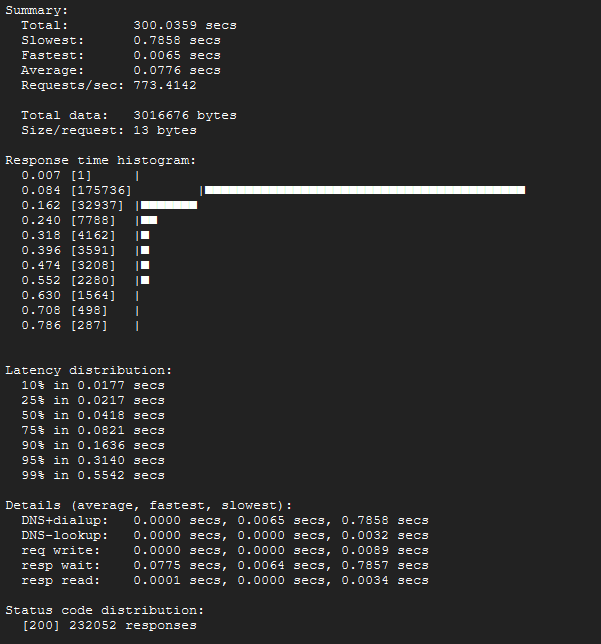 Summary:
  Total:        300.0359 secs
  Slowest:      0.7858 secs
  Fastest:      0.0065 secs
  Average:      0.0776 secs
  Requests/sec: 773.4142
  Total data:   3016676 bytes
  Size/request: 13 bytes
Response time histogram:
  0.007 [1]     |
  0.084 [175736]        |■■■■■■■■■■■■■■■■■■■■■■■■■■■■■■■■■■■■■■■■
  0.162 [32937] |■■■■■■■
  0.240 [7788]  |■■
  0.318 [4162]  |■
  0.396 [3591]  |■
  0.474 [3208]  |■
  0.552 [2280]  |■
  0.630 [1564]  |
  0.708 [498]   |
  0.786 [287]   |
Latency distribution:
  10% in 0.0177 secs
  25% in 0.0217 secs
  50% in 0.0418 secs
  75% in 0.0821 secs
  90% in 0.1636 secs
  95% in 0.3140 secs
  99% in 0.5542 secs
Details (average, fastest, slowest):
  DNS+dialup:   0.0000 secs, 0.0065 secs, 0.7858 secs
  DNS-lookup:   0.0000 secs, 0.0000 secs, 0.0032 secs
  req write:    0.0000 secs, 0.0000 secs, 0.0089 secs
  resp wait:    0.0775 secs, 0.0064 secs, 0.7857 secs
  resp read:    0.0001 secs, 0.0000 secs, 0.0034 secs
Status code distribution:
  [200] 232052 responses